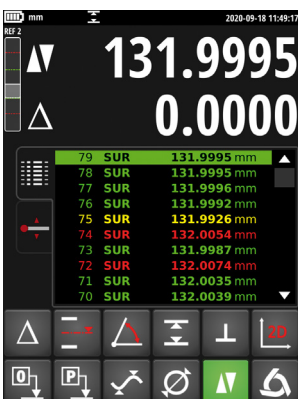 mm 2020-09-18 11:49:17
REF 2
131.9995
0.0000
79 SUR 131.9995 mm
78 SUR 131.9995 mm
77 SUR 131.9996 mm
76 SUR 131.9992 mm
75 SUR 131.9926 mm
74 SUR 132.0054 mm
73 SUR 131.9987 mm
72 SUR 132.0074 mm
71 SUR 132.0035 mm
70 SUR 132.0039 mm
2D
0 P